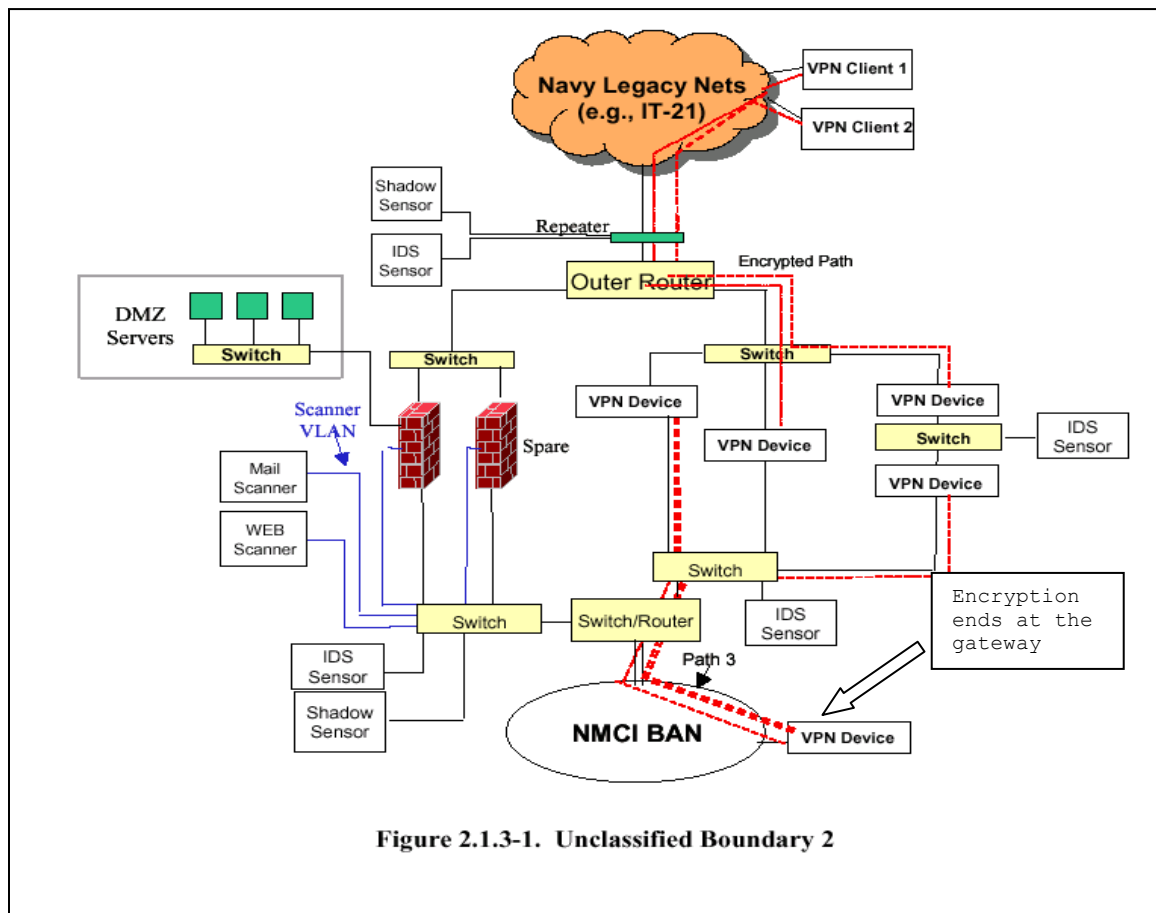 Navy Legacy Nets
(e.g., IT-21)
VPN Client 1
VPN Client 2
Shadow
Sensor
Repeater
IDS
Sensor
Encrypted Path
Outer Router
DMZ
Servers
Switch
Switch
Switch
VPN Device
VPN Device
Scanner
VLAN
Spare
VPN Device
Switch
IDS
Sensor
Mail
Scanner
VPN Device
WEB
Scanner
Switch
Encryption
ends at the
gateway
Switch
Switch/Router
IDS
Sensor
IDS
Sensor
Path 3
Shadow
Sensor
NMCI BAN
VPN Device
Figure 2.1.3-1. Unclassified Boundary 2